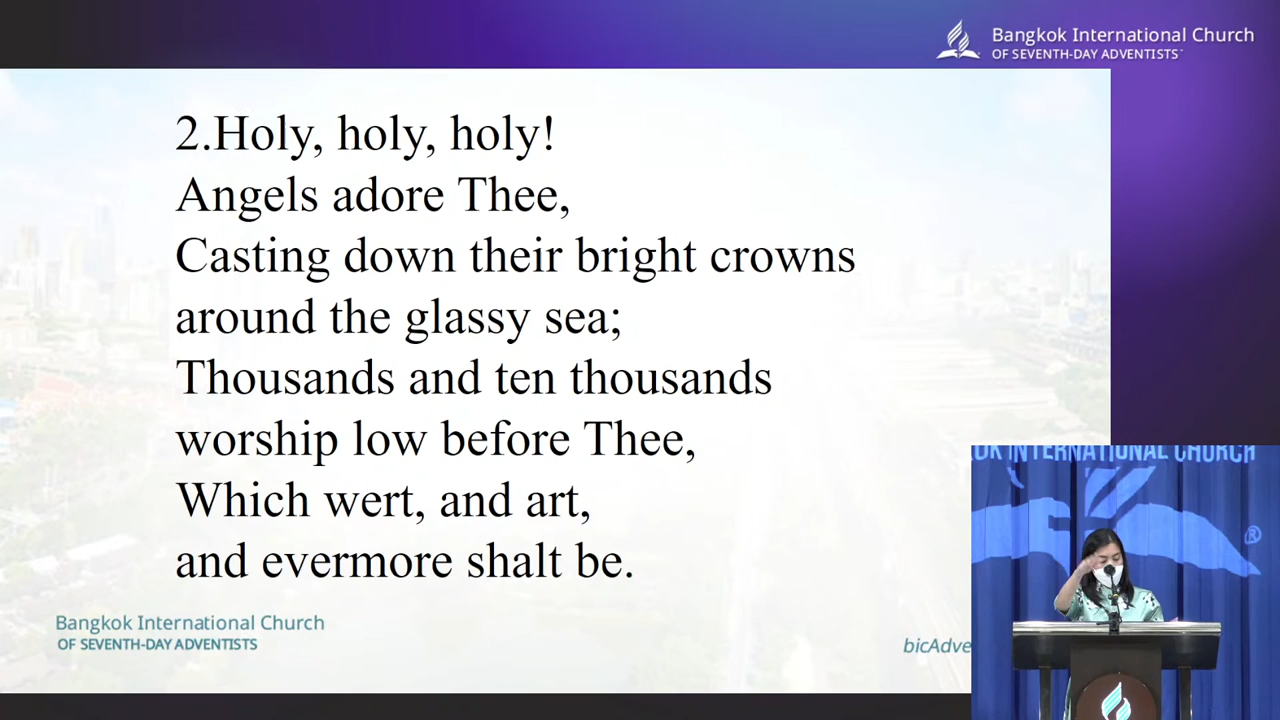 Bangkok International Church
OF SEVENTH-DAY ADVENTISTS
2.Holy, holy, holy!
Angels adore Thee,
Casting down their bright crowns
around the glassy sea;
Thousands and ten thousands
worship low before Thee,
Which wert, and art,
and evermore shalt be.
Bangkok International Church
OF SEVENTH-DAY ADVENTISTS
bicAdve
OK INTERNATIONAL CHURCH
®